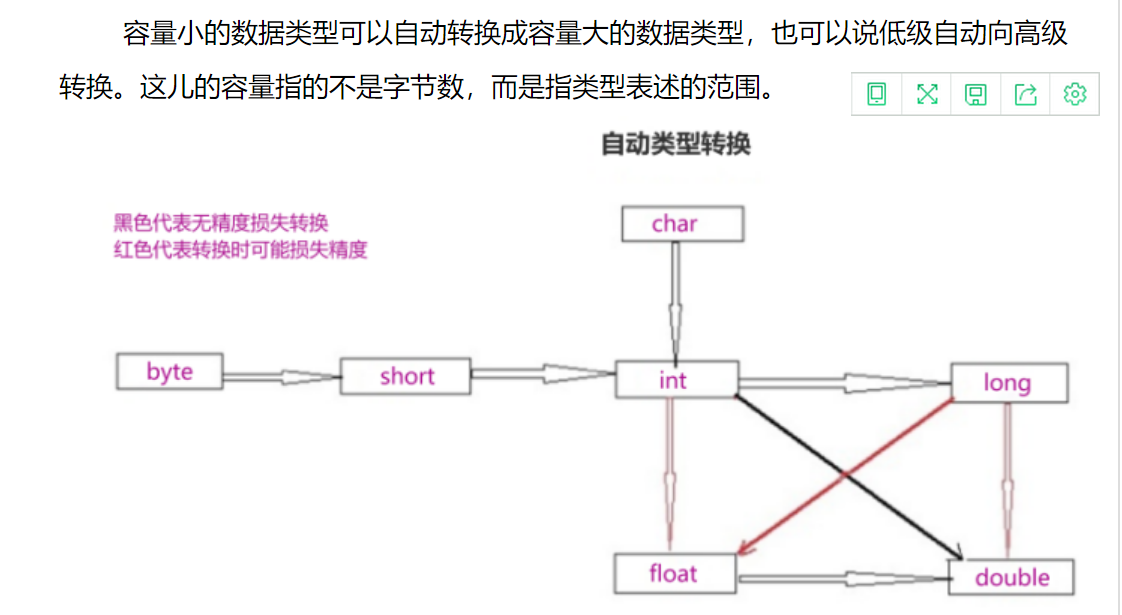 容量小的数据类型可以自动转换成容量大的数据类型，也可以说低级自动向高级
转换。这儿的容量指的不是字节数，而是指类型表述的范围。
自动类型转换
黑色代表无精度损失转换
红色代表转换时可能损失精度
char
byte
short
int
long
float
double